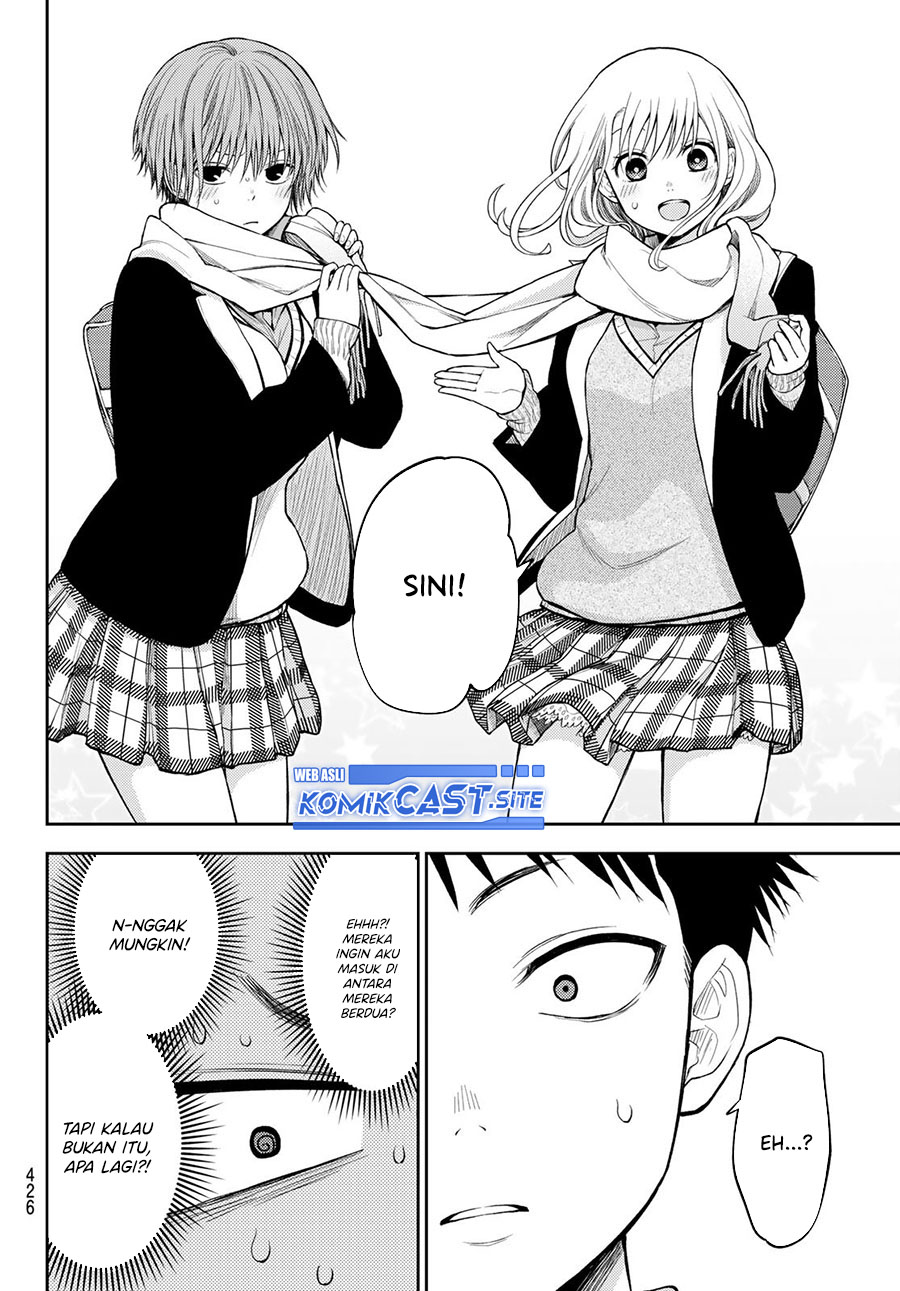 SINI!
WEB ASLI
KOMIKCAST.SITE
EH...?
EHHH?!
MEREKA
INGIN AKU
MASUK DI
ANTARA
MEREKA
BERDUA?
N-NGGAK
MUNGKIN!
TAPI KALAU
BUKAN ITU,
APA LAGI?!
426